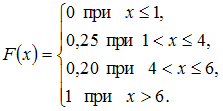 0 при x ≤ 1,
0,25 при 1 < x ≤ 4,
F(x) =
0,20 при 4 < x ≤ 6,
1 при x > 6.